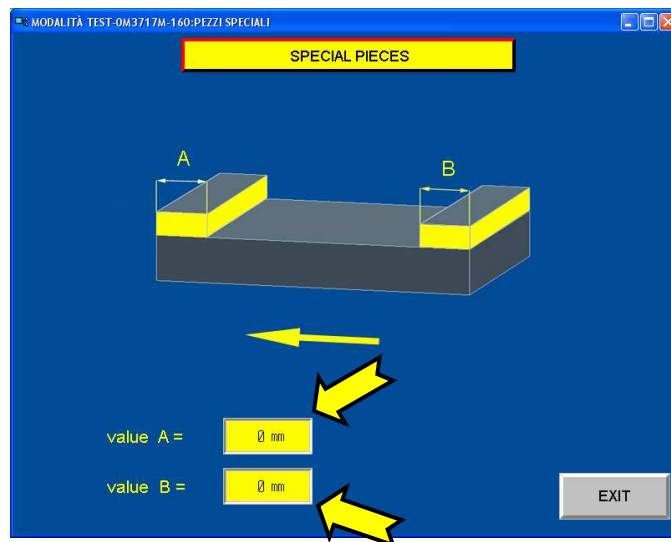 MODALITÀ TEST-0M3717M-160:PEZZI SPECIALI
SPECIAL PIECES
A
B
value A =
0 mm
value B =
0 mm
EXIT